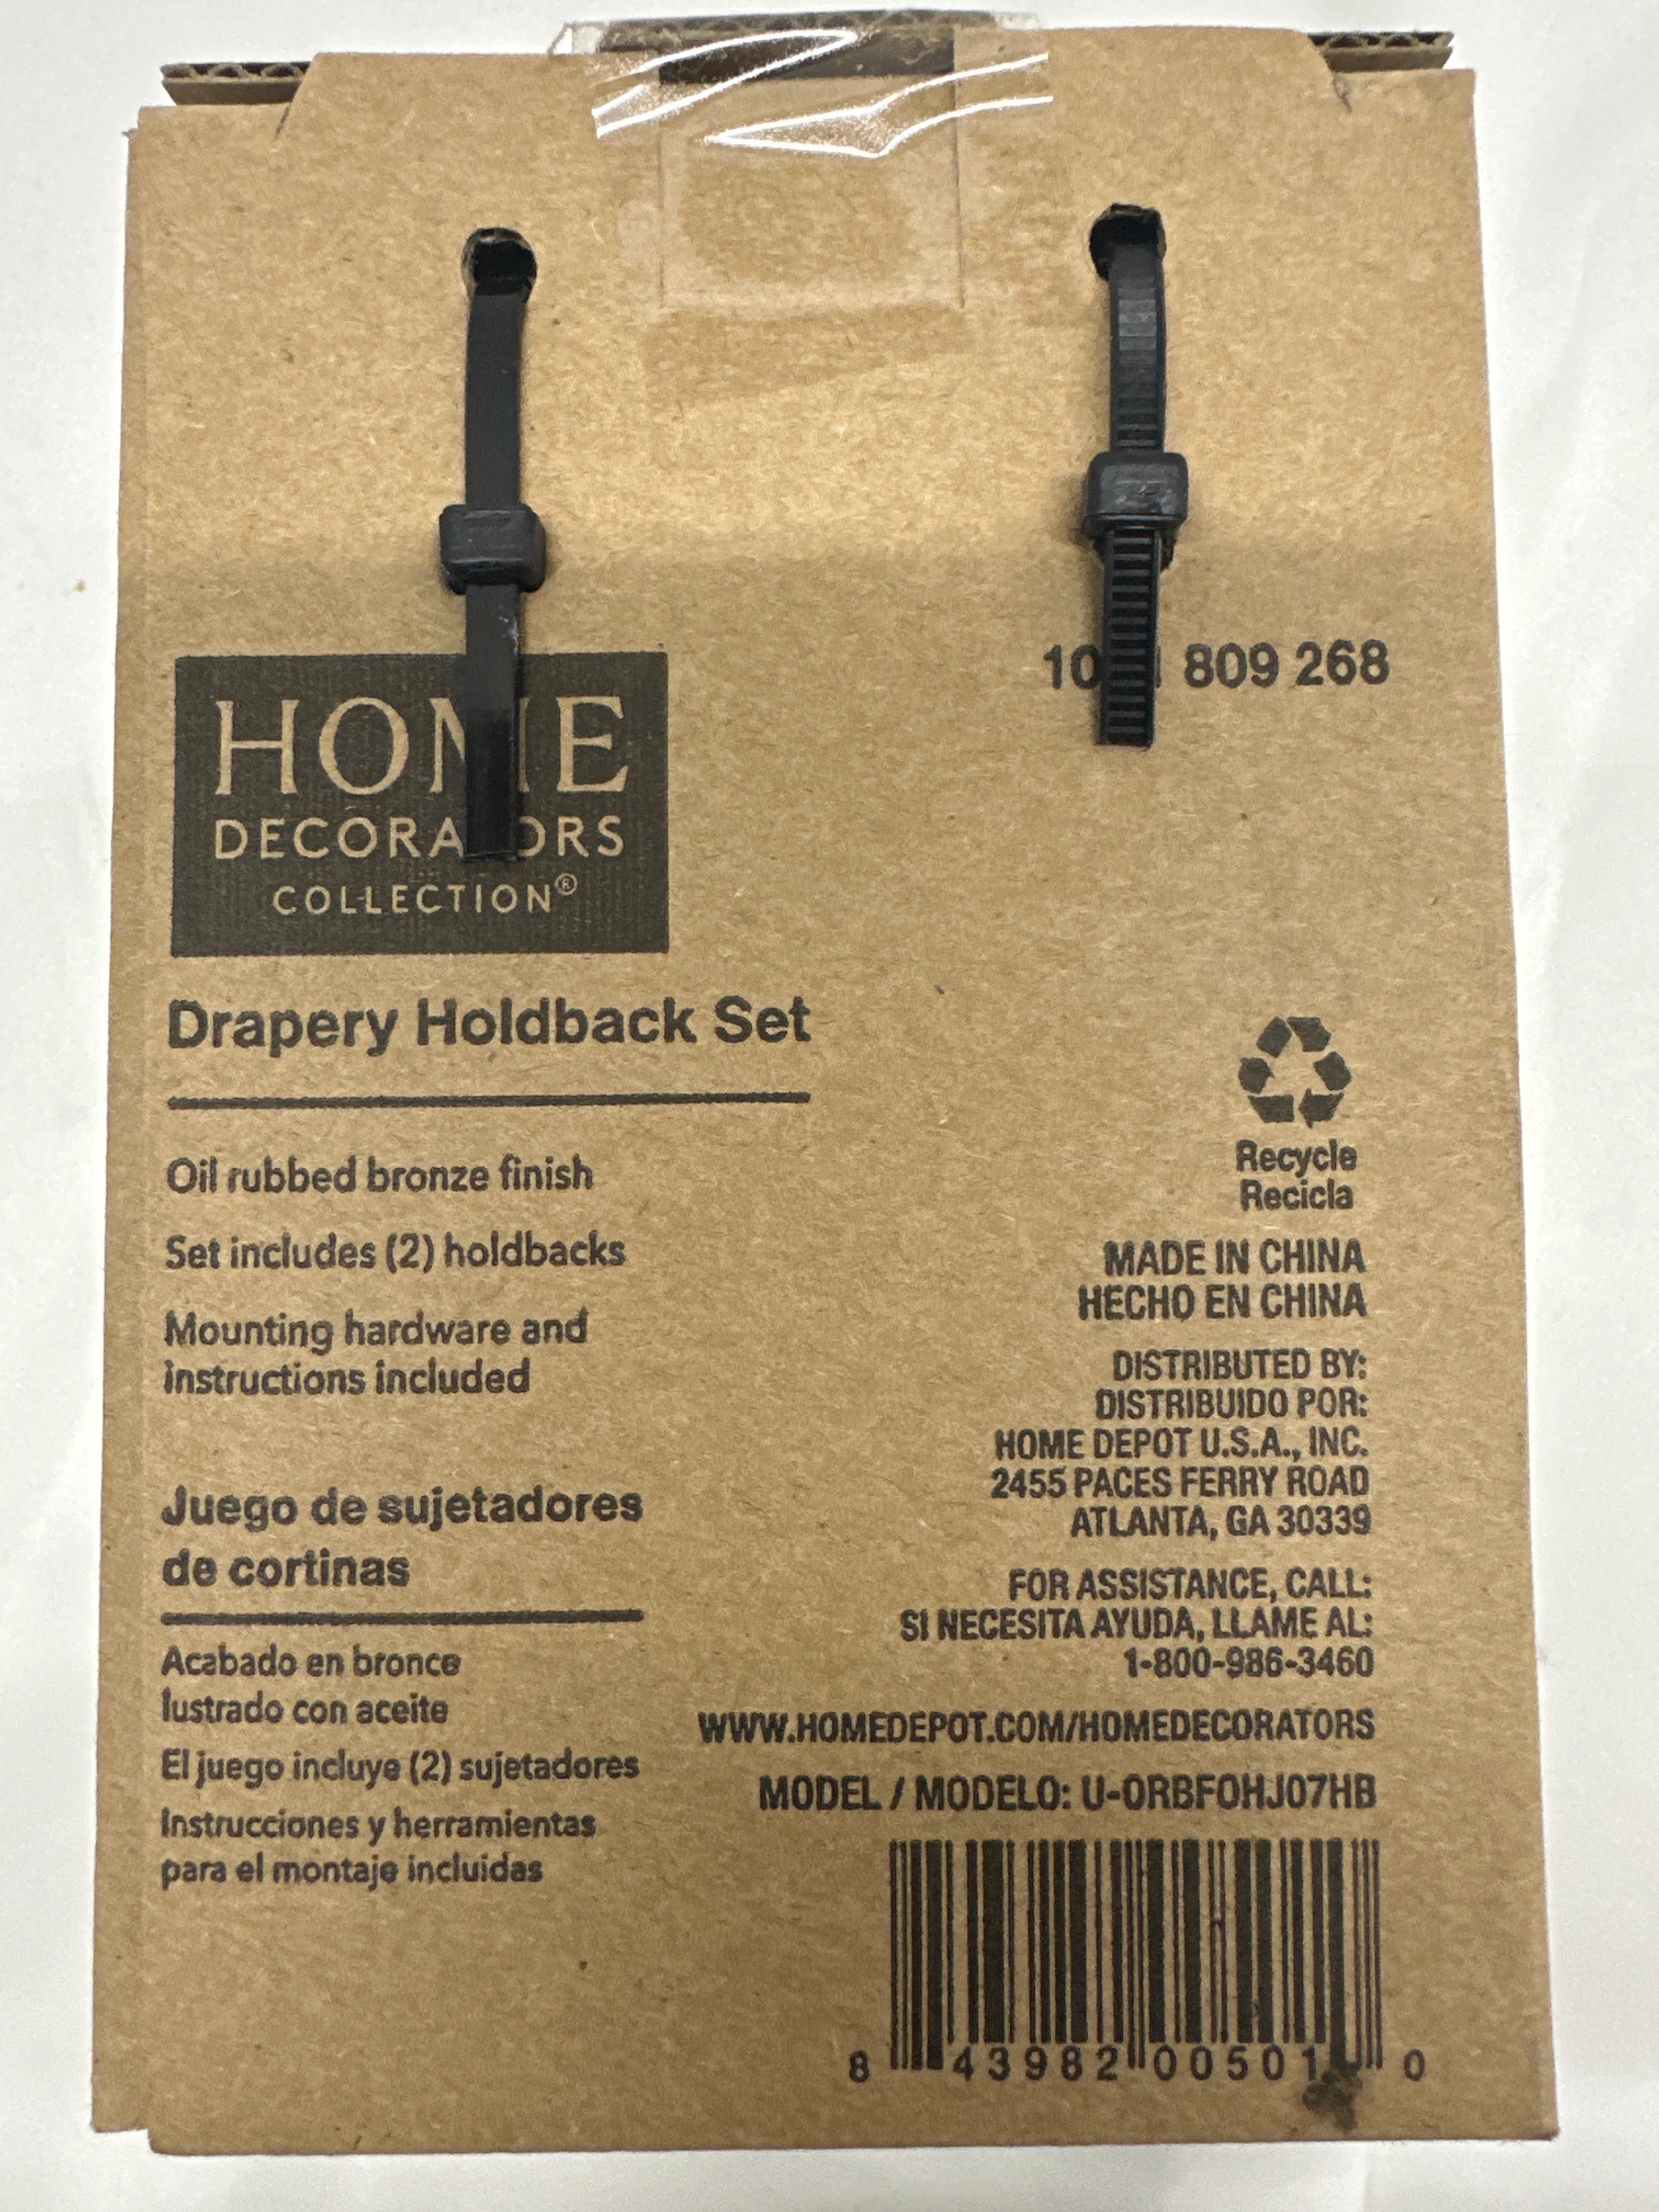 HOME
DECORATORS
COLLECTION®
809 268
Drapery Holdback Set
Oil rubbed bronze finish
Set includes (2) holdbacks
Mounting hardware and
instructions included
Juego de sujetadores
de cortinas
Acabado en bronce
lustrado con aceite
El juego incluye (2) sujetadores
Instrucciones y herramientas
para el montaje incluidas
Recycle
Recicla
MADE IN CHINA
HECHO EN CHINA
DISTRIBUTED BY:
DISTRIBUIDO POR:
HOME DEPOT U.S.A., INC.
2455 PACES FERRY ROAD
ATLANTA, GA 30339
FOR ASSISTANCE, CALL:
SI NECESITA AYUDA, LLAME AL:
1-800-986-3460
WWW.HOMEDEPOT.COM/HOMEDECORATORS
MODEL / MODELO: U-ORBFOHJ07HB
8 43982 0